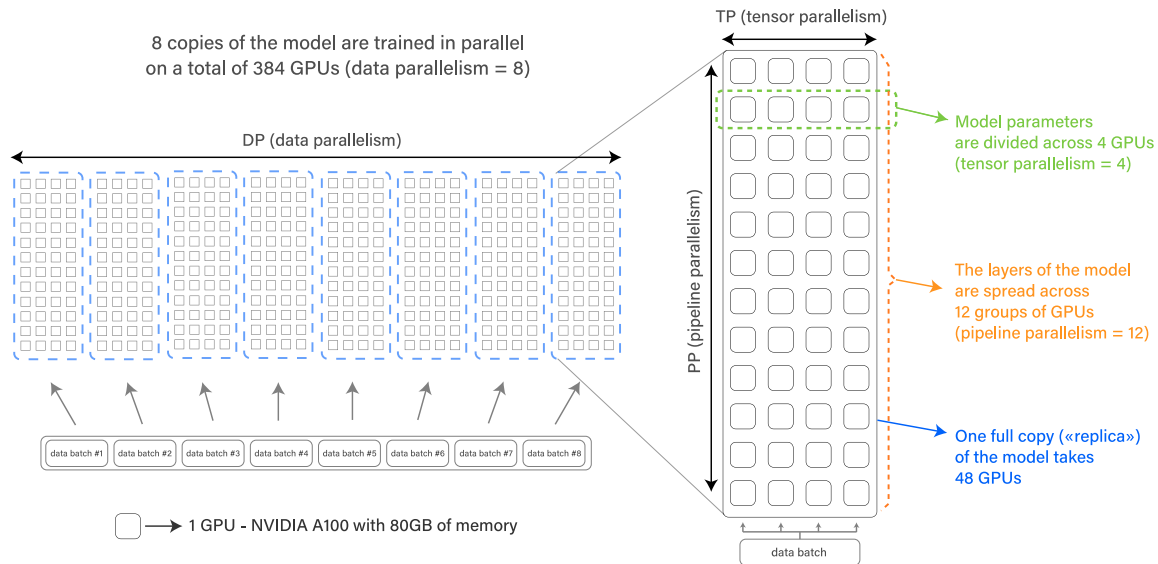 8 copies of the model are trained in parallel
on a total of 384 GPUs (data parallelism = 8)
DP (data parallelism)
data batch #1
data batch #2
data batch #3
data batch #4
data batch #5
data batch #6
data batch #7
data batch #8
1 GPU - NVIDIA A100 with 80GB of memory
TP (tensor parallelism)
PP (pipeline parallelism)
data batch
Model parameters
are divided across 4 GPUs
(tensor parallelism = 4)
The layers of the model
are spread across
12 groups of GPUs
(pipeline parallelism = 12)
One full copy («replica»)
of the model takes
48 GPUs